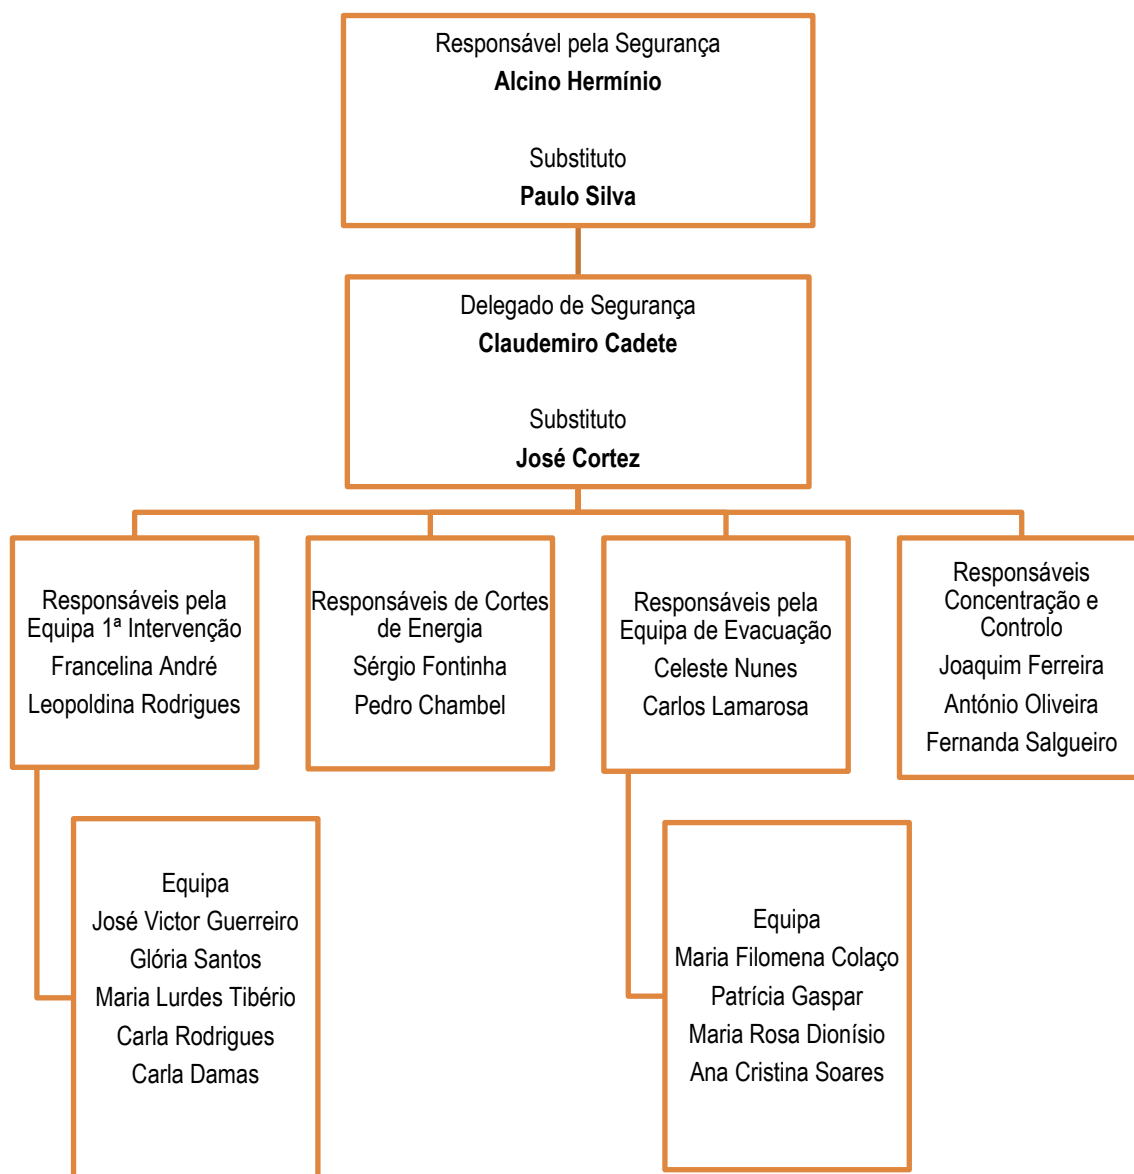 Responsável pela Segurança
Alcino Hermínio
Substituto
Paulo Silva
Delegado de Segurança
Claudemiro Cadete
Substituto
José Cortez
Responsáveis pela
Equipa 1ª Intervenção
Francelina André
Leopoldina Rodrigues
Responsáveis de Cortes
de Energia
Sérgio Fontinha
Pedro Chambel
Responsáveis pela
Equipa de Evacuação
Celeste Nunes
Carlos Lamarosa
Responsáveis
Concentração e
Controlo
Joaquim Ferreira
António Oliveira
Fernanda Salgueiro
Equipa
José Victor Guerreiro
Glória Santos
Maria Lurdes Tibério
Carla Rodrigues
Carla Damas
Equipa
Maria Filomena Colaço
Patrícia Gaspar
Maria Rosa Dionísio
Ana Cristina Soares